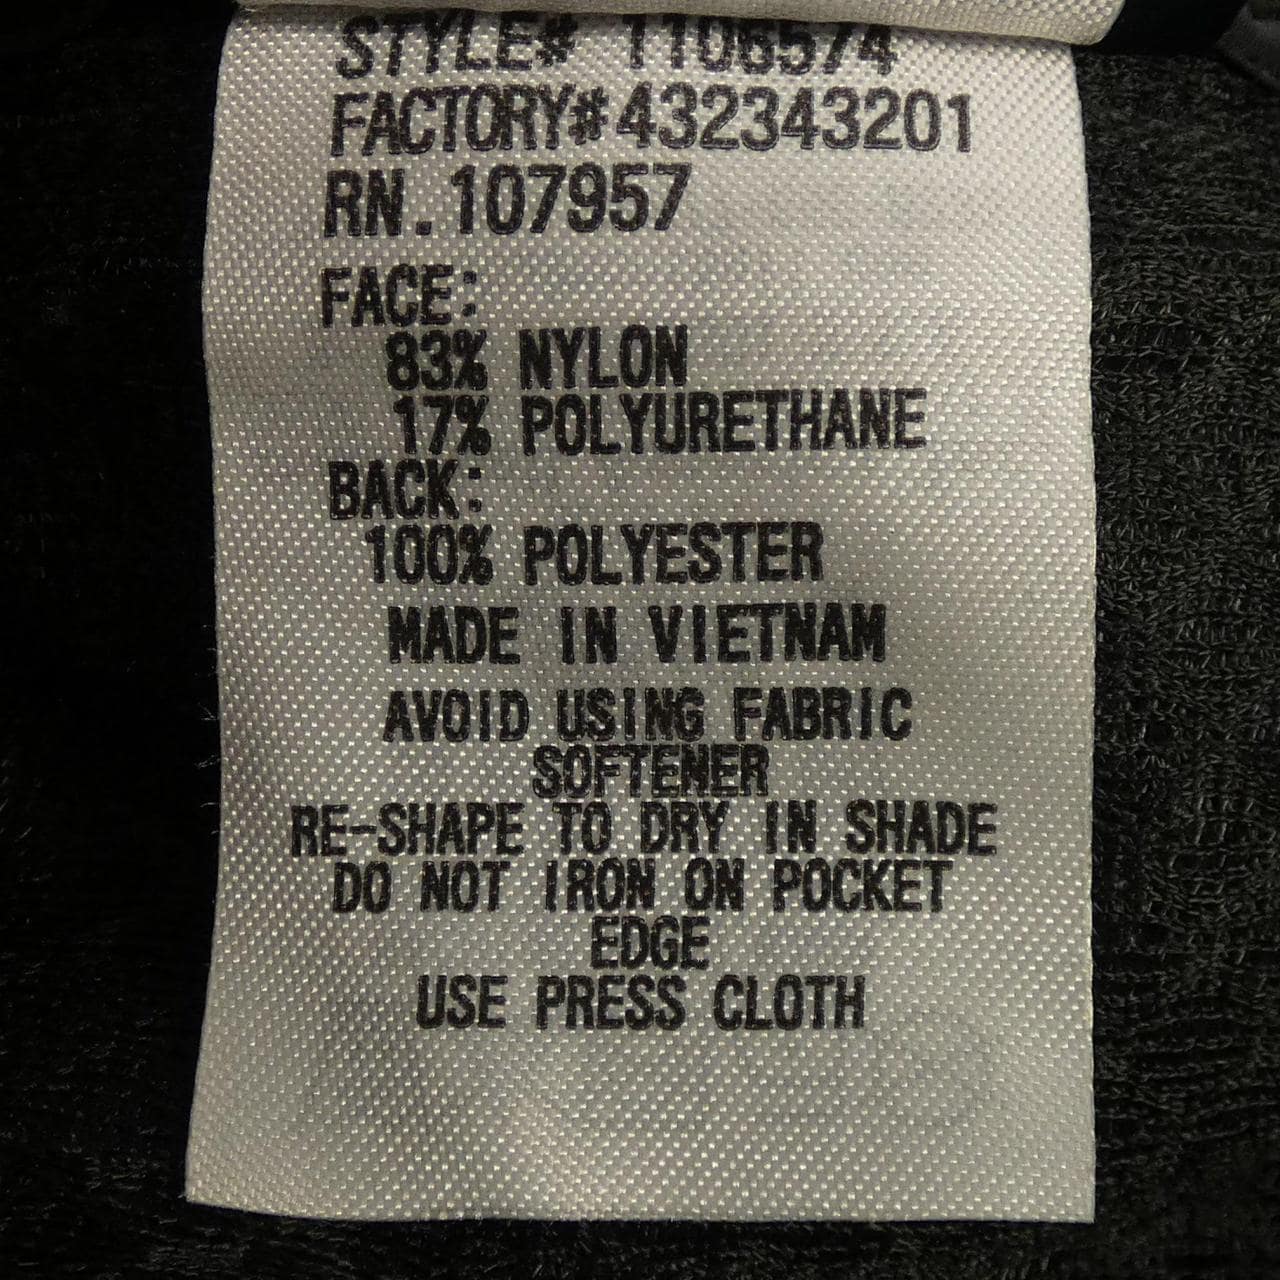 STYLE# 1106574
FACTORY#432343201
RN.107957
FACE:
83% NYLON
17% POLYURETHANE
BACK:
100% POLYESTER
MADE IN VIETNAM
AVOID USING FABRIC
SOFTENER
RE-SHAPE TO DRY IN SHADE
DO NOT IRON ON POCKET
EDGE
USE PRESS CLOTH